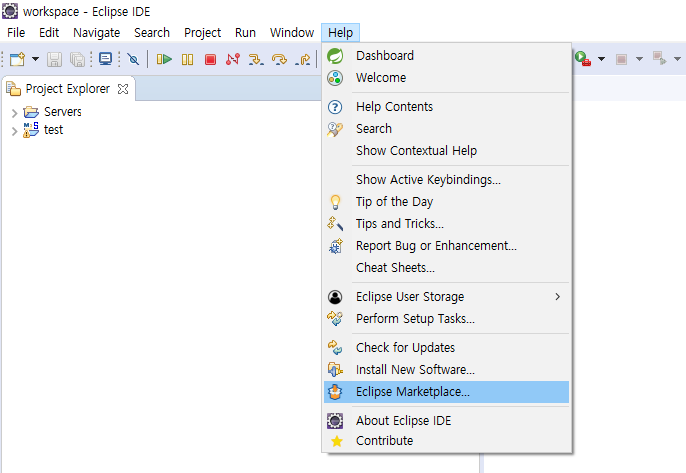 workspace - Eclipse IDE
File Edit Navigate Search Project Run Window Help
Project Explorer
Servers
test
Dashboard
Welcome
Help Contents
Search
Show Contextual Help
Show Active Keybindings...
Tip of the Day
Tips and Tricks...
Report Bug or Enhancement...
Cheat Sheets...
Eclipse User Storage
Perform Setup Tasks...
Check for Updates
Install New Software...
Eclipse Marketplace...
About Eclipse IDE
Contribute